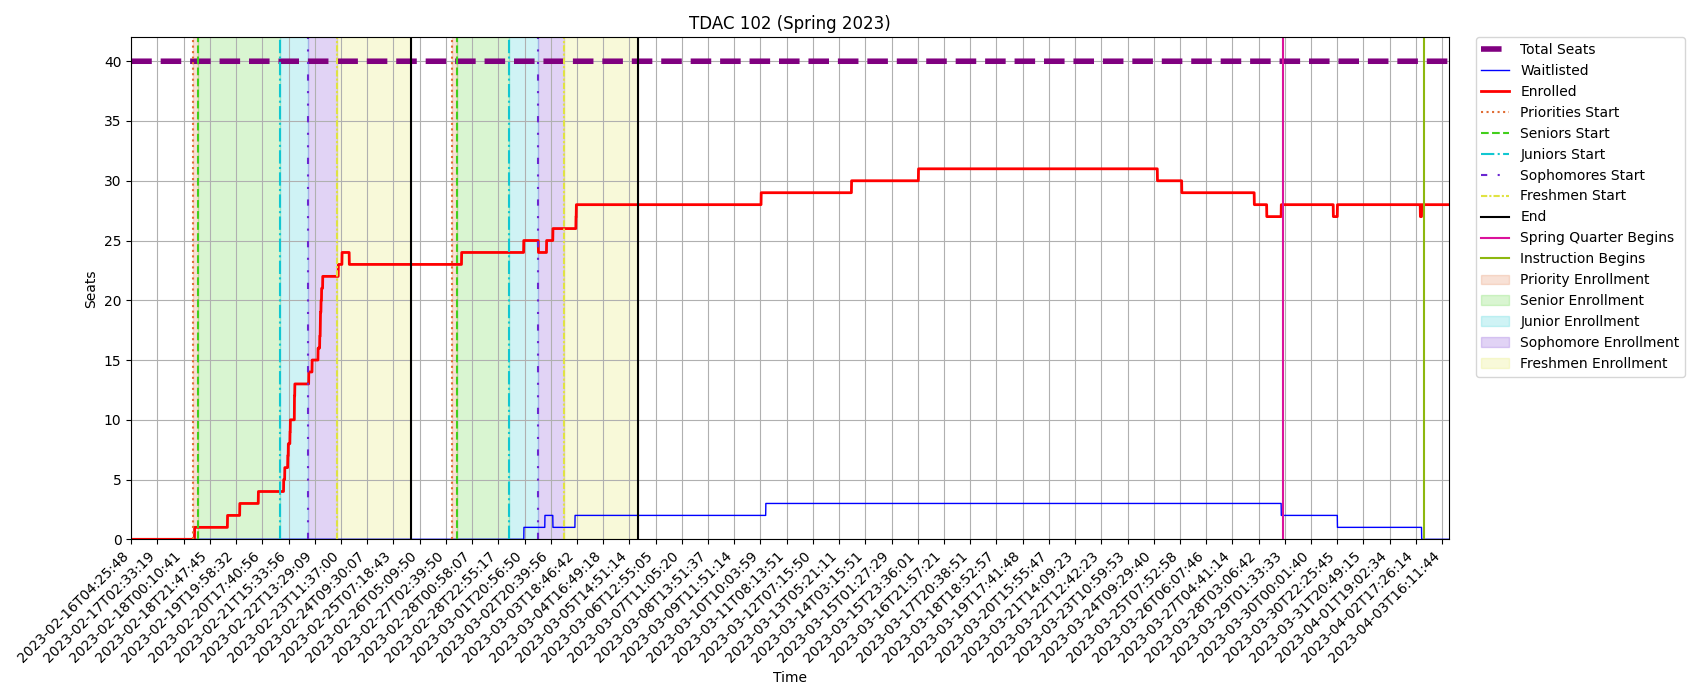 TDAC 102 (Spring 2023)
Seats
40
35
30
25
20
15
10
5
0
2023-02-16T04:25:48
2023-02-17T02:33:19
2023-02-18T00:10:41
2023-02-18T21:47:45
2023-02-19T19:58:32
2023-02-20T17:40:56
2023-02-21T15:33:56
2023-02-22T13:29:09
2023-02-23T11:37:00
2023-02-24T09:30:07
2023-02-25T07:18:43
2023-02-26T05:09:50
2023-02-27T02:39:50
2023-02-28T00:58:07
2023-02-28T22:55:17
2023-03-01T20:56:50
2023-03-02T20:39:56
2023-03-03T18:46:42
2023-03-04T16:49:18
2023-03-05T14:51:14
2023-03-06T12:55:05
2023-03-07T11:05:20
2023-03-08T13:51:37
2023-03-09T11:51:14
2023-03-10T10:03:59
2023-03-11T08:13:51
2023-03-12T07:15:50
2023-03-13T05:21:11
2023-03-14T03:15:51
2023-03-15T01:27:29
2023-03-15T23:36:01
2023-03-16T21:57:21
2023-03-17T20:38:51
2023-03-18T18:52:57
2023-03-19T17:41:48
2023-03-20T15:55:47
2023-03-21T14:09:23
2023-03-22T12:42:23
2023-03-23T10:59:53
2023-03-24T09:29:40
2023-03-25T07:52:58
2023-03-26T06:07:46
2023-03-27T04:41:14
2023-03-28T03:06:42
2023-03-29T01:33:33
2023-03-30T00:01:40
2023-03-30T22:25:45
2023-03-31T20:49:15
2023-04-01T19:02:34
2023-04-02T17:26:14
2023-04-03T16:11:44
Time
Total Seats
Waitlisted
Enrolled
Priorities Start
Seniors Start
Juniors Start
Sophomores Start
Freshmen Start
End
Spring Quarter Begins
Instruction Begins
Priority Enrollment
Senior Enrollment
Junior Enrollment
Sophomore Enrollment
Freshmen Enrollment